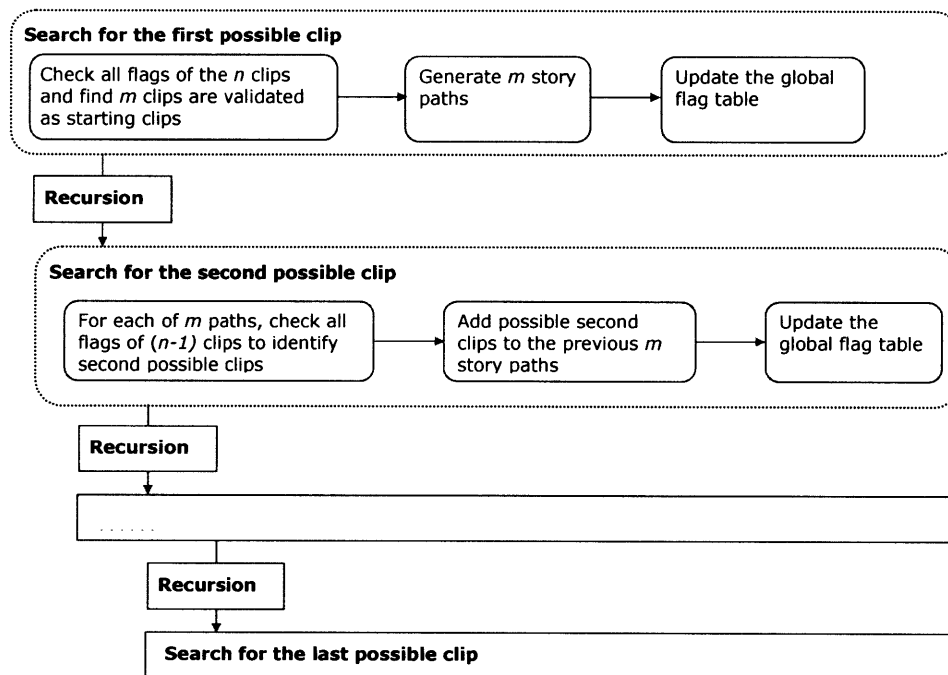 Search for the first possible clip
Check all flags of the n clips
and find m clips are validated
as starting clips
Generate m story
paths
Update the global
flag table
Recursion
Search for the second possible clip
For each of m paths, check all
flags of (n-1) clips to identify
second possible clips
Add possible second
clips to the previous m
story paths
Update the
global flag table
Recursion
......
Recursion
Search for the last possible clip